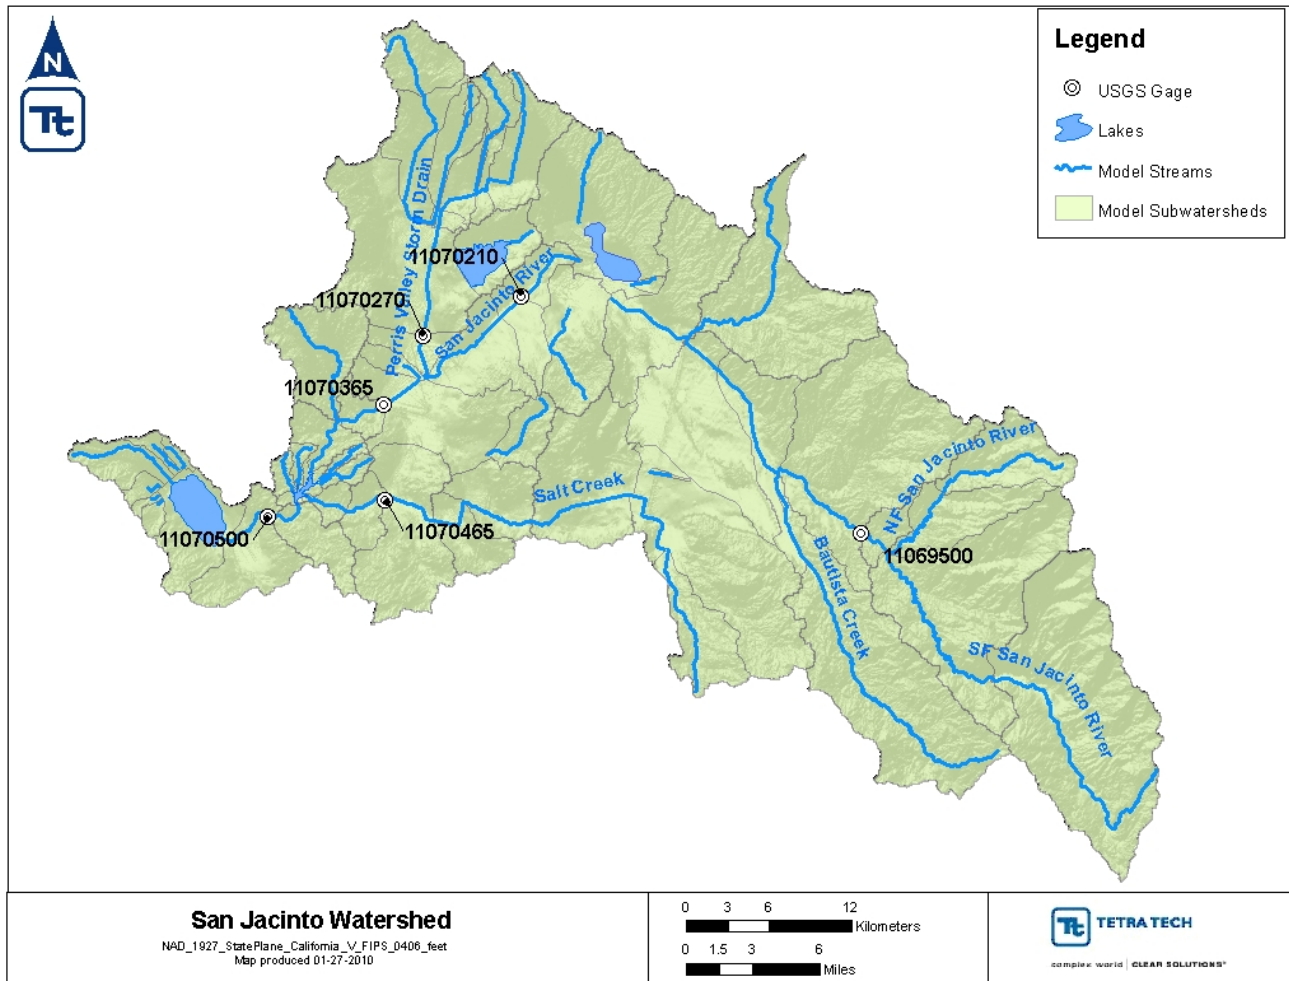 N
Tt
Legend
USGS Gage
Lakes
Model Streams
Model Subwatersheds
Perris Valley Storm Drain
11070210
San Jacinto River
11070270
11070365
NF San Jacinto River
Salt Creek
11070500
11070465
11069500
Bautista Creek
SF San Jacinto River
San Jacinto Watershed
NAD_1927_StatePlane_California_V_FIPS_0406_feet
Map produced 01-27-2010
0 3 6 12
Kilometers
0 1.5 3 6
Miles
Tt TETRA TECH
complex world | CLEAR SOLUTIONS™